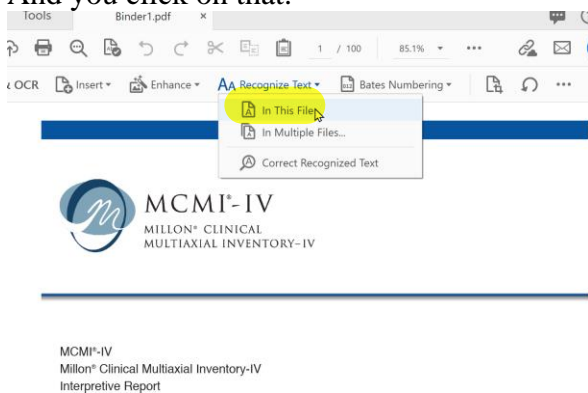 And you click on that.
Tools Binder1.pdf ×
1 / 100 85.1%
OCR Insert Enhance Recognize Text Bates Numbering
In This File
In Multiple Files...
Correct Recognized Text
MCMI®-IV
MILLON® CLINICAL
MULTIAXIAL INVENTORY–IV
MCMI®-IV
Millon® Clinical Multiaxial Inventory-IV
Interpretive Report